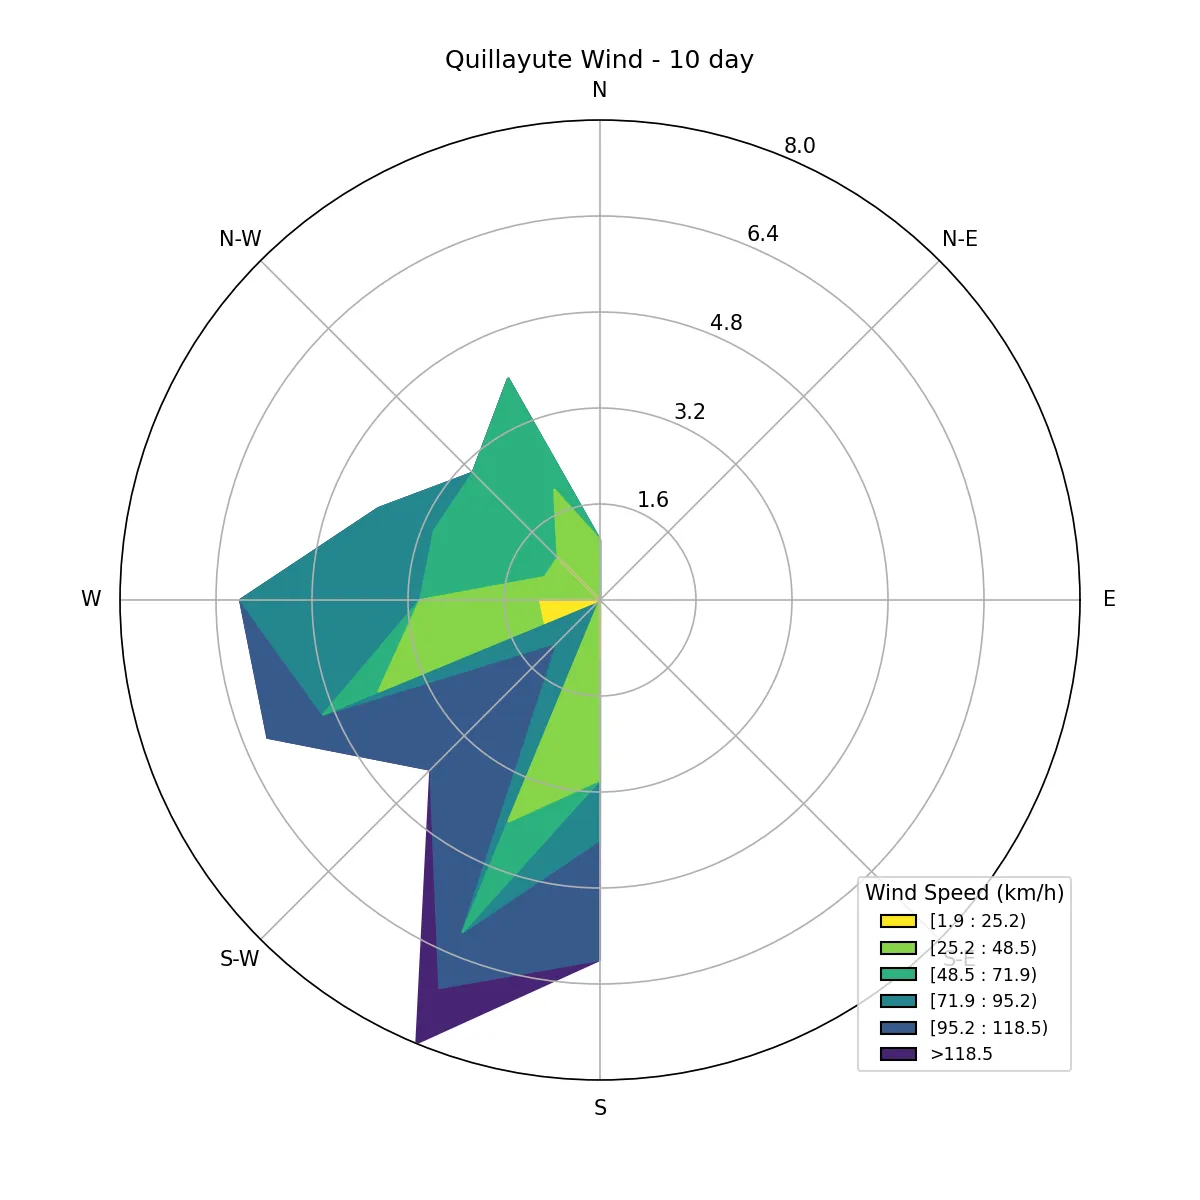 Quillayute Wind - 10 day
N
8.0
N-W
N-E
6.4
4.8
3.2
1.6
W
E
S-W
S-E
S
Wind Speed (km/h)
[1.9 : 25.2)
[25.2 : 48.5)
[48.5 : 71.9)
[71.9 : 95.2)
[95.2 : 118.5)
>118.5